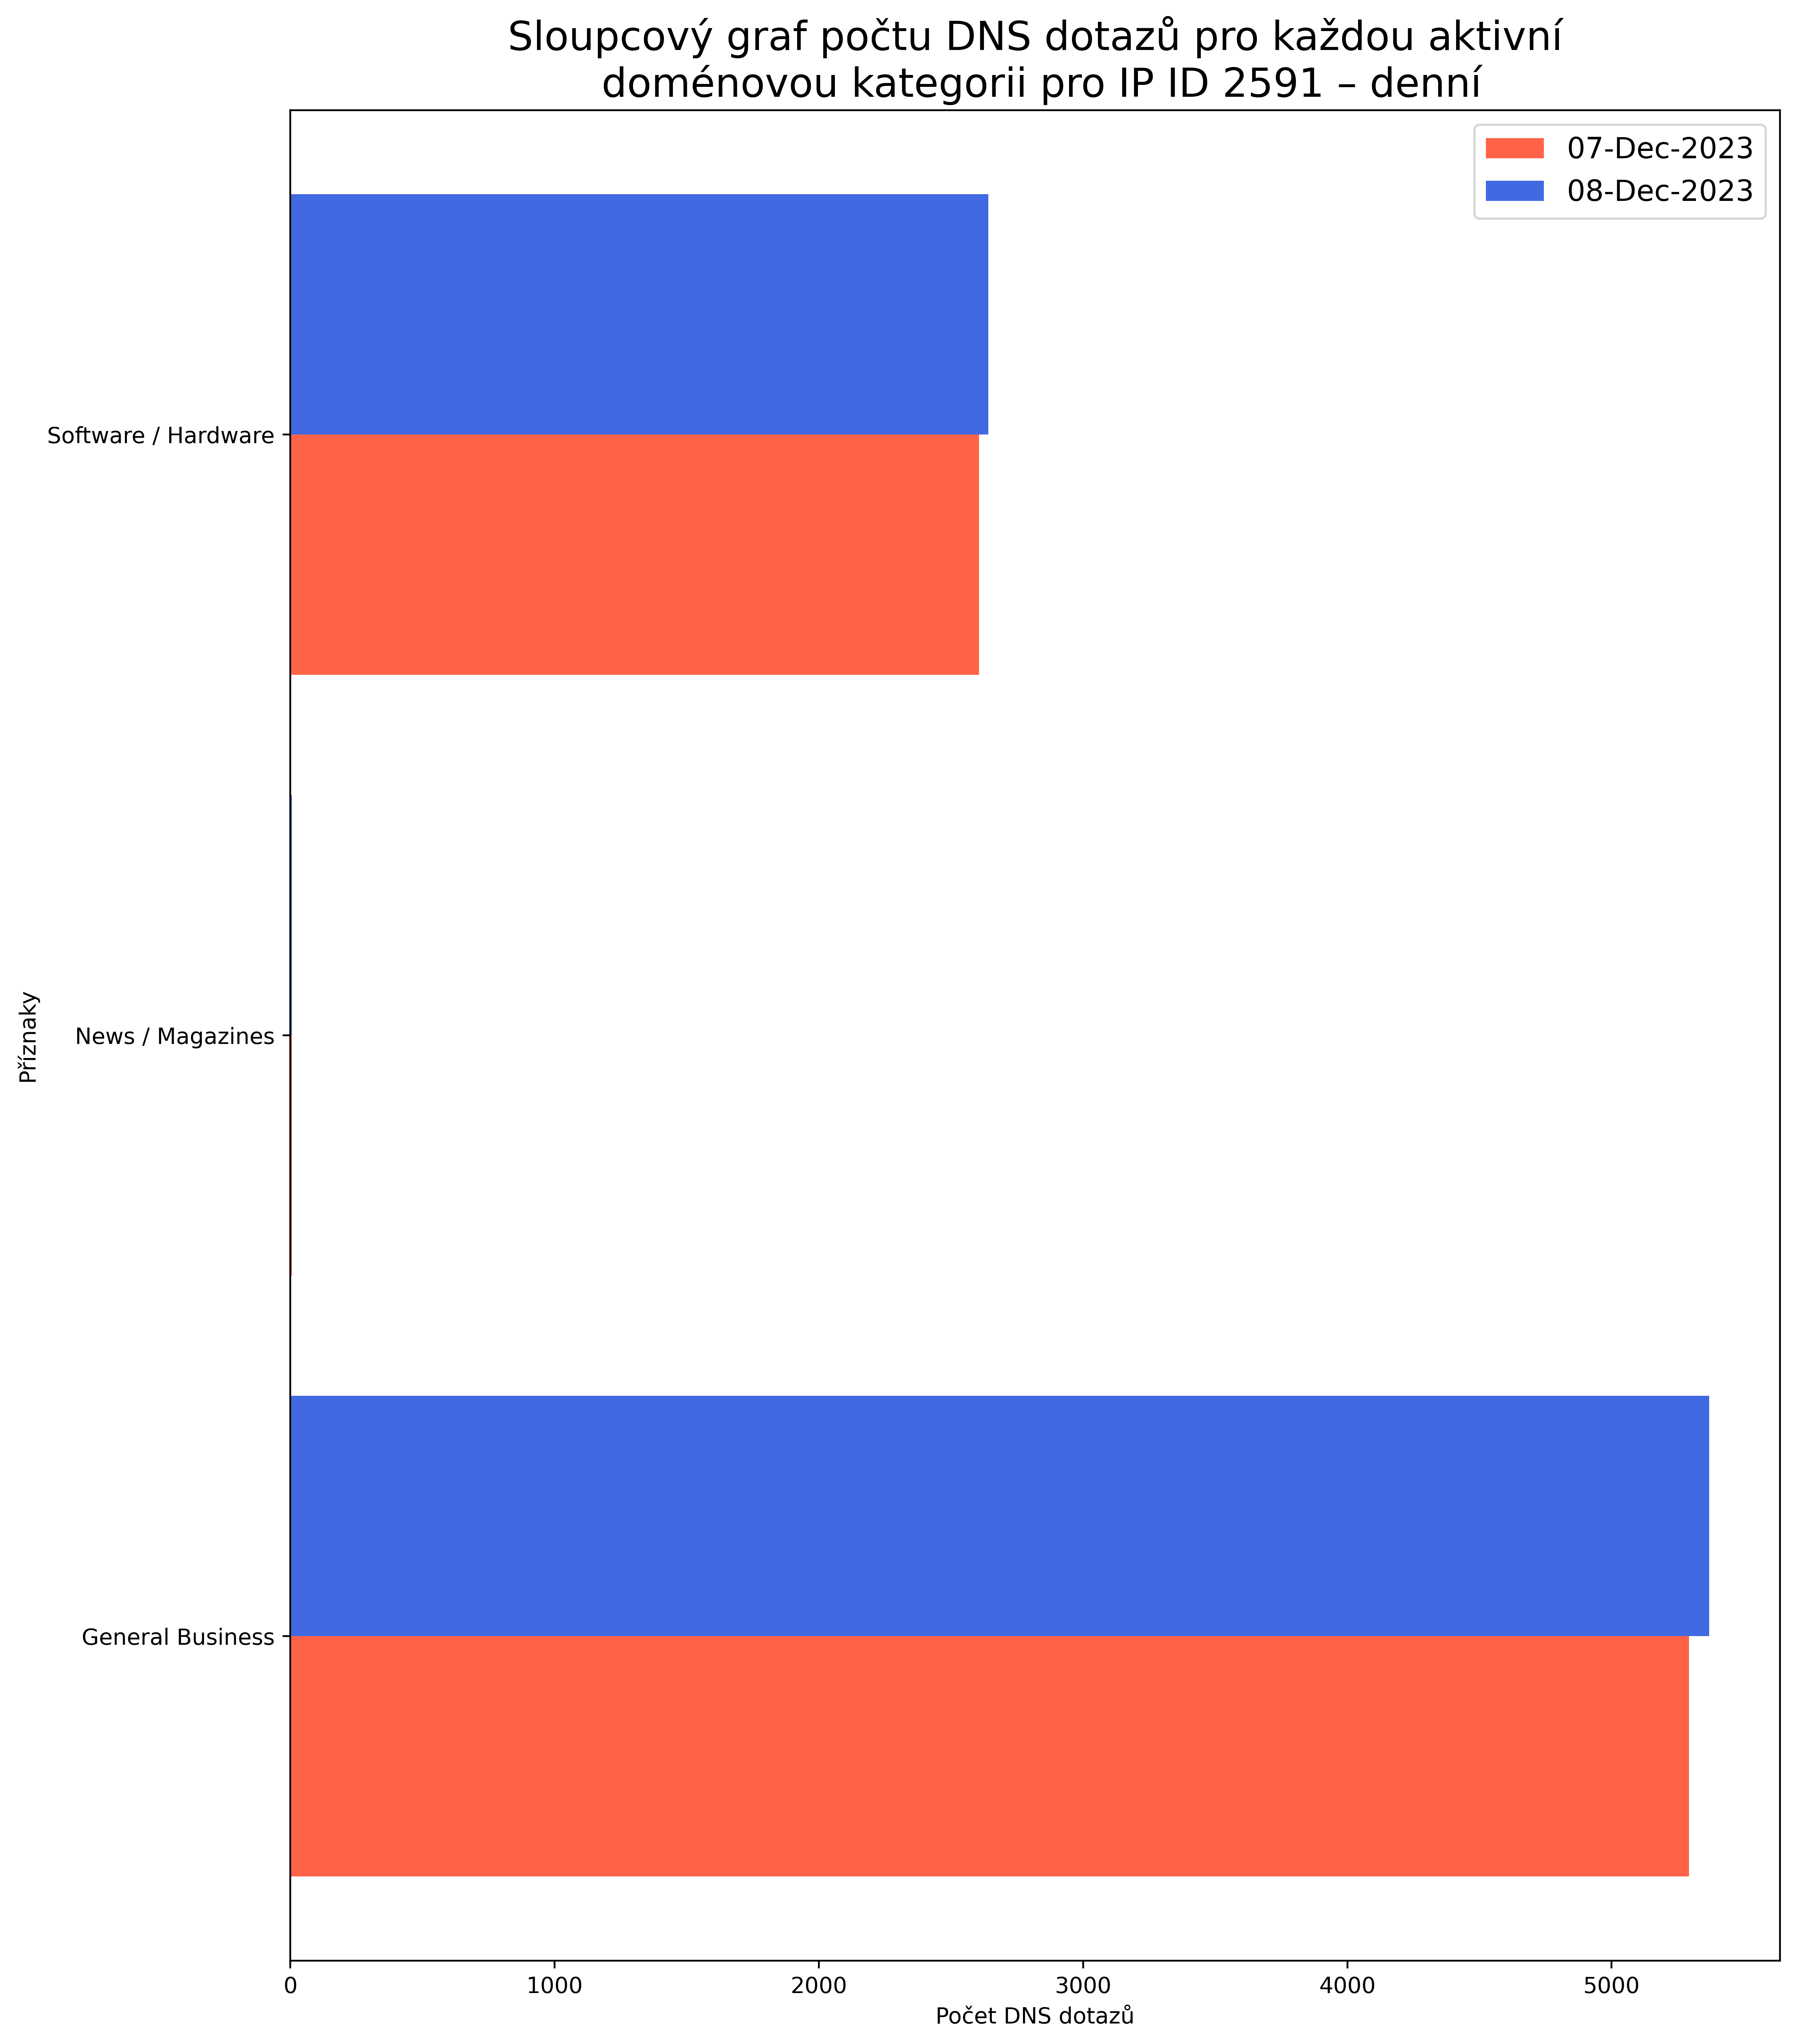 Sloupcový graf počtu DNS dotazů pro každou aktivní
doménovou kategorii pro IP ID 2591 – denní
07-Dec-2023
08-Dec-2023
Software / Hardware
News / Magazines
General Business
Příznaky
0 1000 2000 3000 4000 5000
Počet DNS dotazů